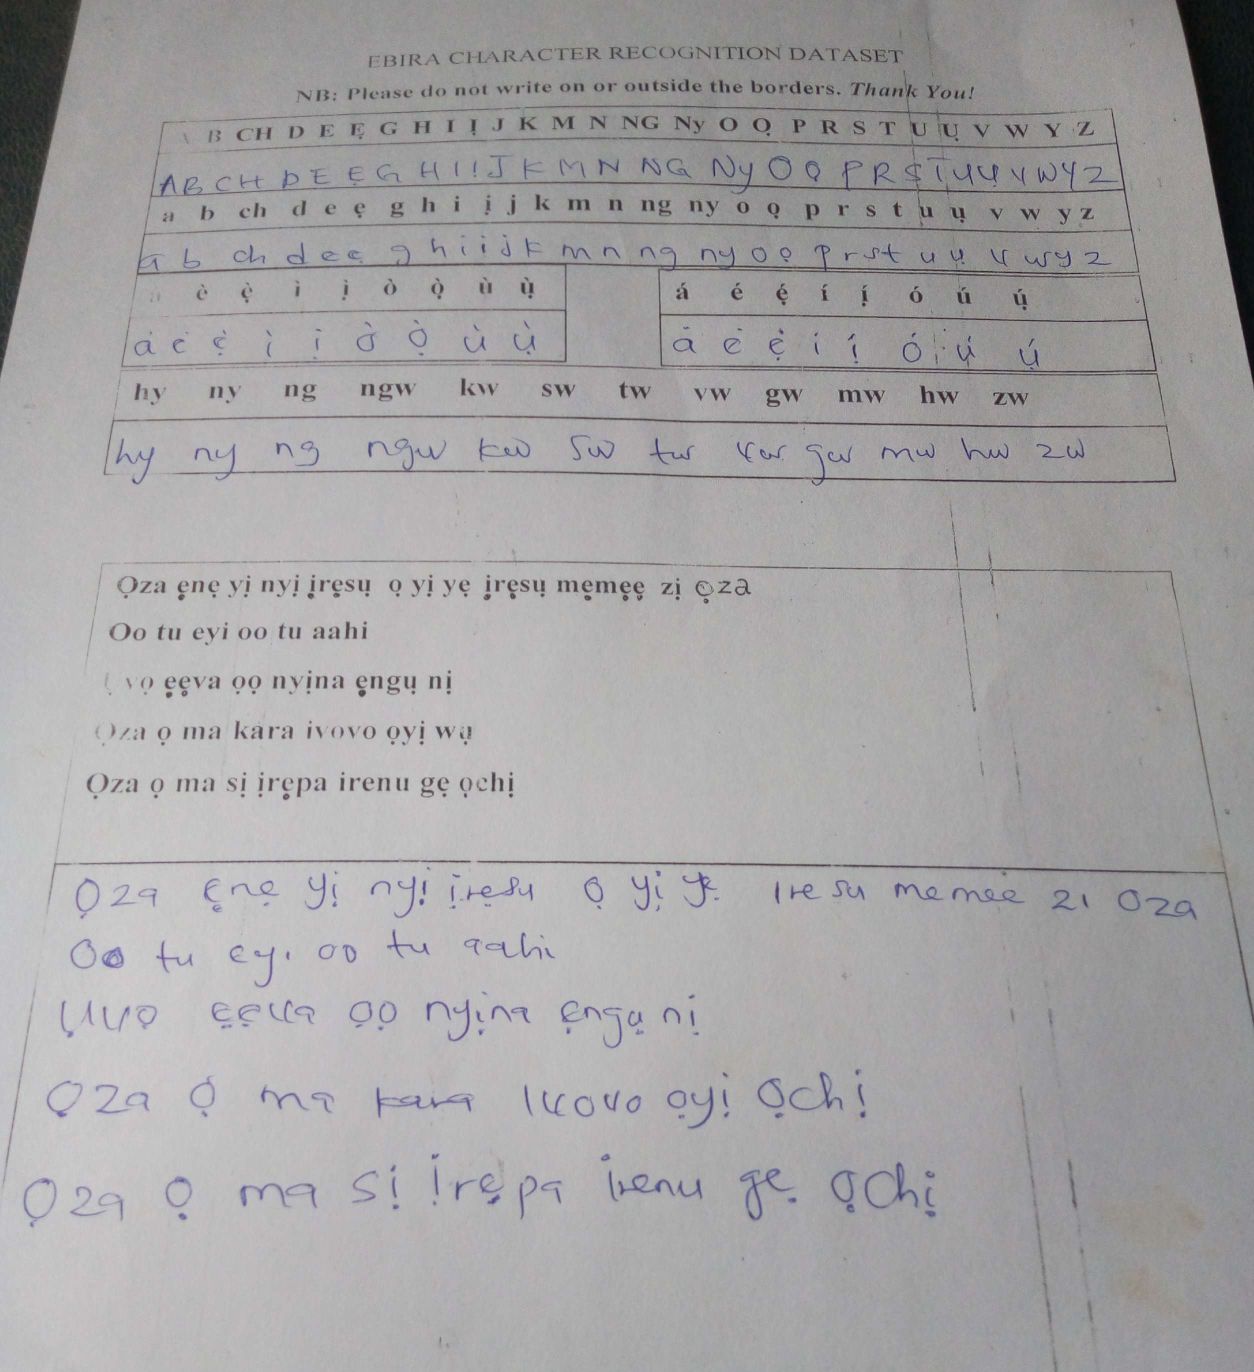 EBIRA CHARACTER RECOGNITION DATASET
NB: Please do not write on or outside the borders. Thank You!
A B CH D E Ẹ G H I Ị J K M N NG Ny O Ọ P R S T U Ụ V W Y Z
A B CH D E Ẹ G H I Ị J K M N NG Ny O Ọ P R S T U Ụ V W Y Z
a b ch d e ẹ g h i ị j k m n ng ny o ọ p r s t u ụ v w y z
a b ch d e ẹ g h i ị j k m n ng ny o ọ p r s t u ụ v w y z
è ẹ̀ ì ị̀ ò ọ̀ ù ụ̀
á é ẹ́ í ị́ ó ú ụ́
à è ẹ̀ ì ị̀ ò ọ̀ ù ụ̀
á é ẹ́ í ị́ ó ụ́ ụ́
hy ny ng ngw kw sw tw vw gw mw hw zw
hy ny ng ngw kw sw tw vw gw mw hw zw
Ọza ẹnẹ yị nyị ịrẹsụ ọ yị yẹ ịrẹsụ mẹmẹẹ zị ọza
Oo tu eyi oo tu aahi
vọ ẹẹva ọọ nyịna ẹngụ nị
Ọza ọ ma kara ivovo ọyị wạ
Ọza ọ ma sị ịrẹpa irenu gẹ ọchị
Ọza ẹnẹ yị nyị ịrẹsu ọ yị yẹ Iresu memee zi Oza
Oo tu eyi oo tu aahi
Ụvọ ẹẹva ọọ nyịna ẹngụ nị
Ọza ọ ma kara Ivovo ọyị Ọchị
Ọza Ọ ma sị ịrẹpa irenu gẹ ọchị